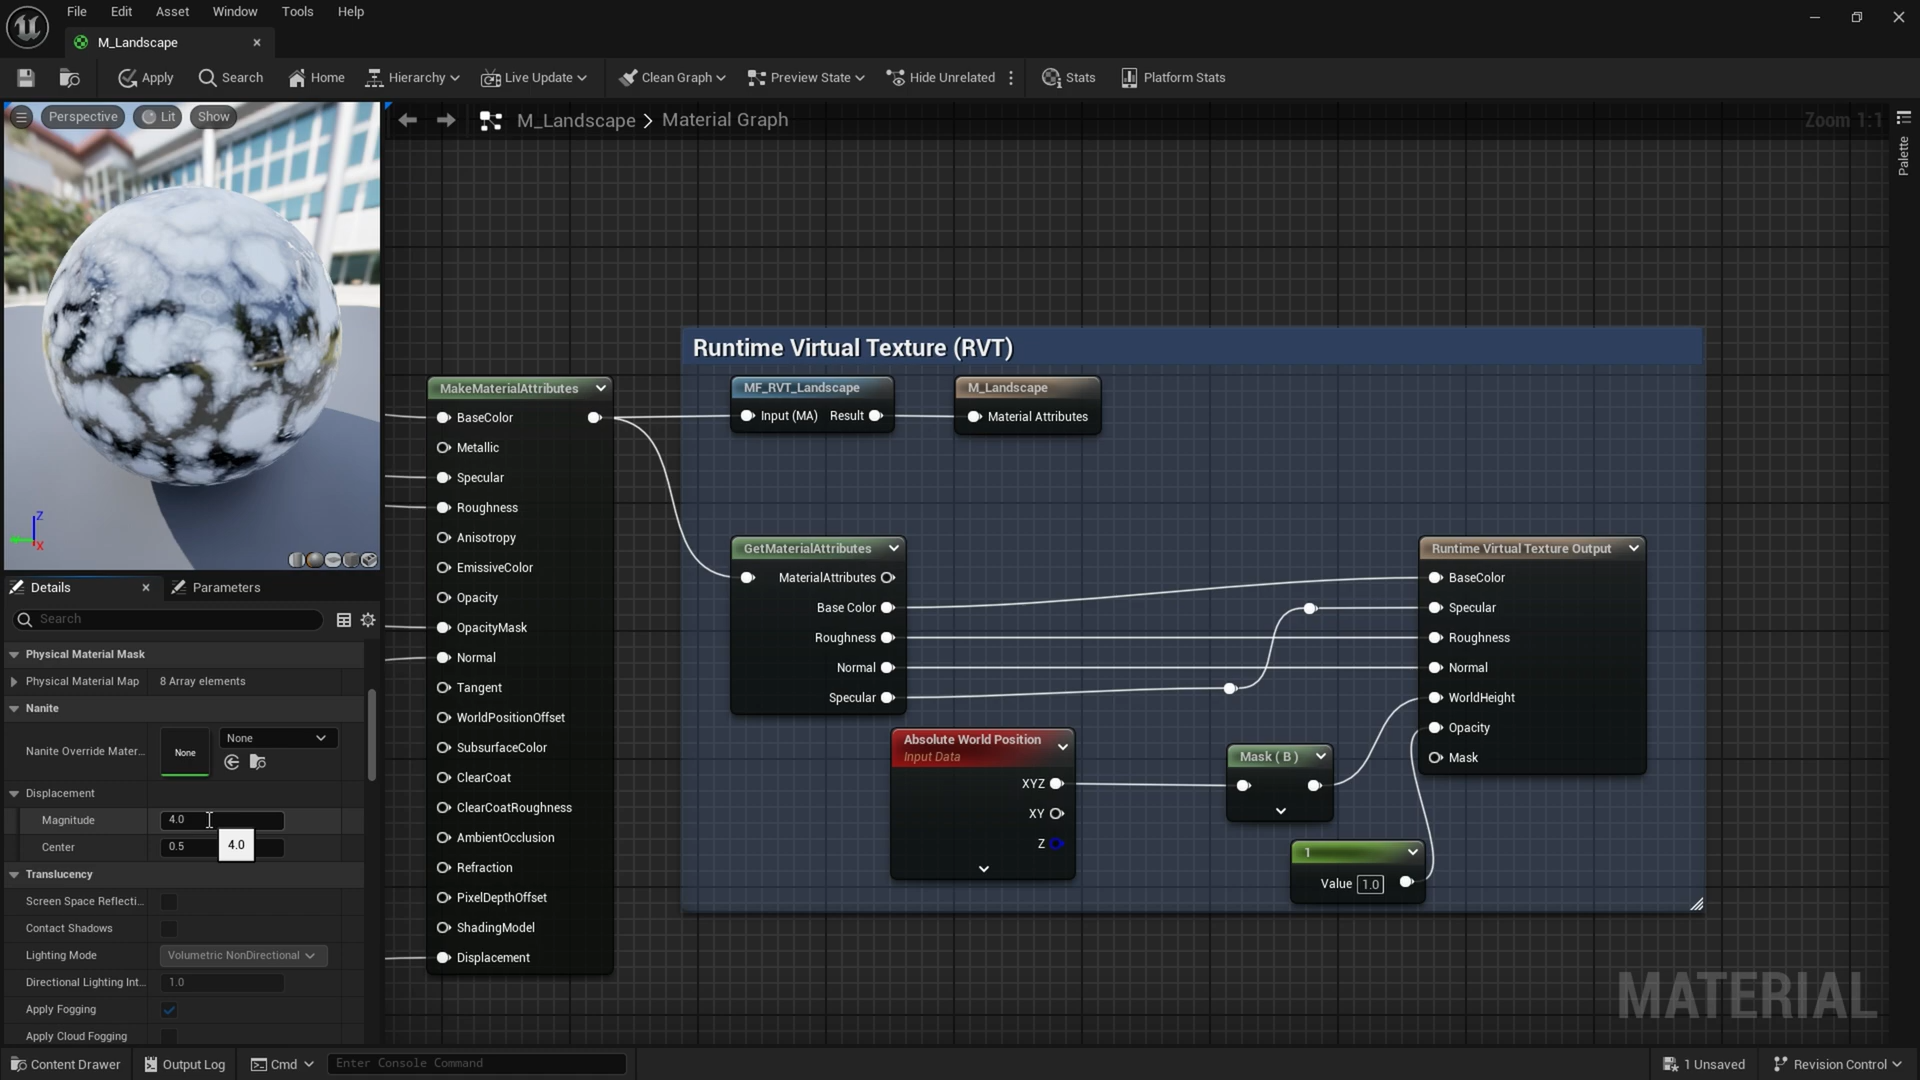 File Edit Asset Window Tools Help
M_Landscape
Apply Search Home Hierarchy Live Update Clean Graph Preview State Hide Unrelated Stats Platform Stats
Perspective Lit Show
M_Landscape > Material Graph
Zoom 1:1
Palette
Z
X
Runtime Virtual Texture (RVT)
MakeMaterialAttributes
BaseColor
Metallic
Specular
Roughness
Anisotropy
EmissiveColor
Opacity
OpacityMask
Normal
Tangent
WorldPositionOffset
SubsurfaceColor
ClearCoat
ClearCoatRoughness
AmbientOcclusion
Refraction
PixelDepthOffset
ShadingModel
Displacement
MF_RVT_Landscape
Input (MA) Result
M_Landscape
Material Attributes
GetMaterialAttributes
MaterialAttributes
Base Color
Roughness
Normal
Specular
Absolute World Position
Input Data
XYZ
XY
Z
Mask ( B )
1
Value 1.0
Runtime Virtual Texture Output
BaseColor
Specular
Roughness
Normal
WorldHeight
Opacity
Mask
MATERIAL
Details Parameters
Search
Physical Material Mask
Physical Material Map 8 Array elements
Nanite
Nanite Override Mater... None None
Displacement
Magnitude 4.0
4.0
Center 0.5
Translucency
Screen Space Reflecti...
Contact Shadows
Lighting Mode Volumetric NonDirectional
Directional Lighting Int... 1.0
Apply Fogging
Apply Cloud Fogging
Content Drawer Output Log Cmd Enter Console Command 1 Unsaved Revision Control